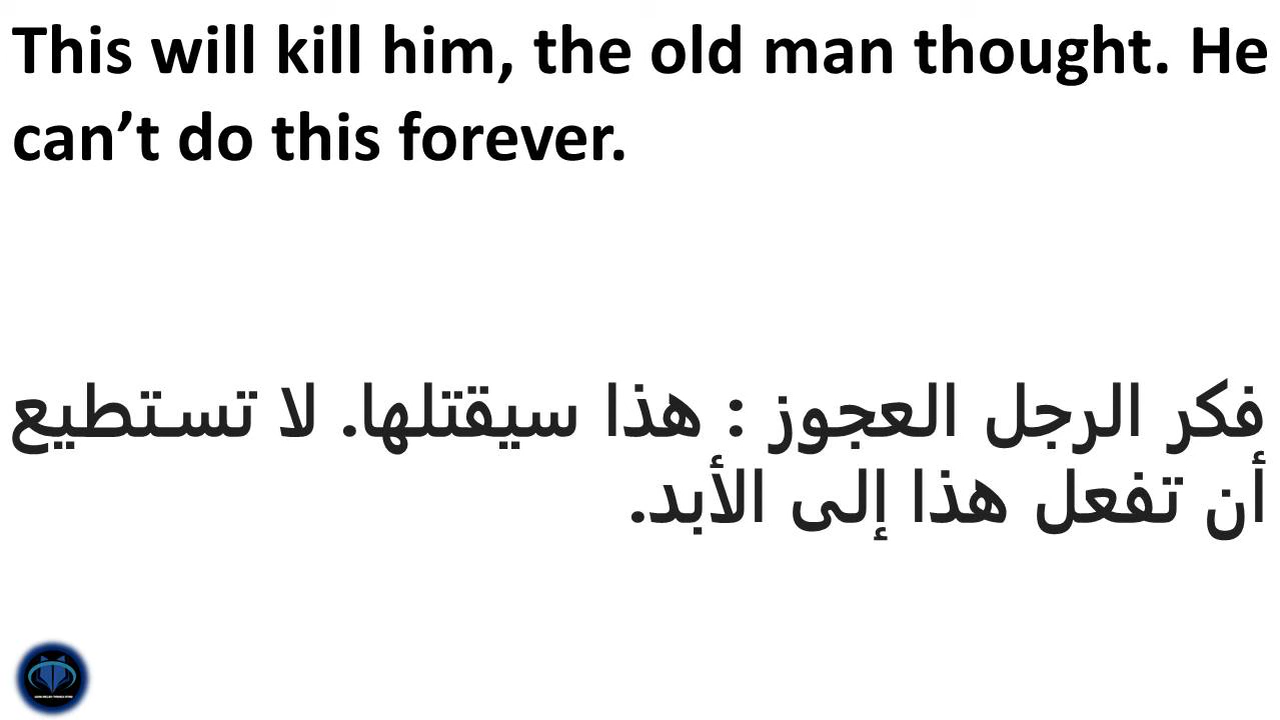 This will kill him, the old man thought. He
can’t do this forever.
فكر الرجل العجوز : هذا سيقتلها. لا تستطيع
أن تفعل هذا إلى الأبد.